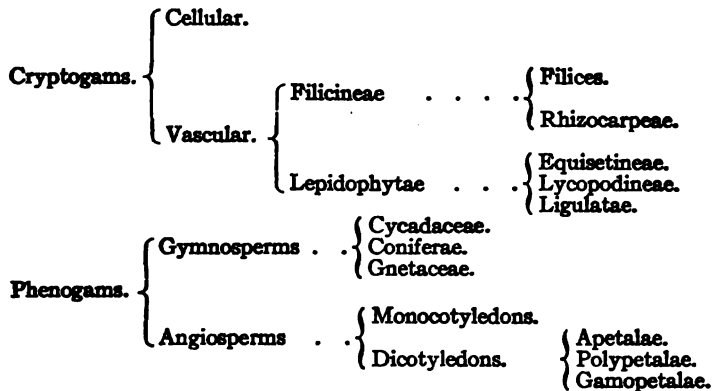 Cellular.
Cryptogams.
Filicineae . . . . Filices.
Rhizocarpeae.
Vascular.
Lepidophytae . . . Equisetineae.
Lycopodineae.
Ligulatae.
Gymnosperms . . Cycadaceae.
Coniferae.
Gnetaceae.
Phenogams.
Angiosperms . . Monocotyledons.
Dicotyledons. Apetalae.
Polypetalae.
Gamopetalae.